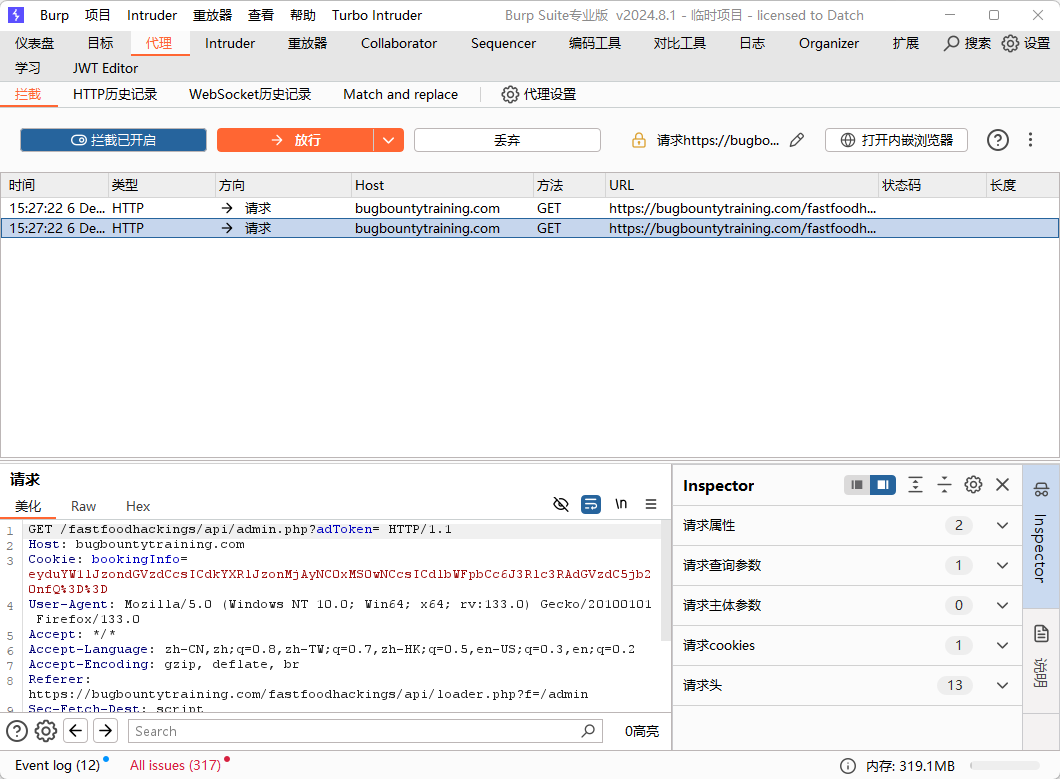 Burp 项目 Intruder 重放器 查看 帮助 Turbo Intruder Burp Suite专业版 v2024.8.1 - 临时项目 - licensed to Datch
仪表盘 目标 代理 Intruder 重放器 Collaborator Sequencer 编码工具 对比工具 日志 Organizer 扩展 搜索 设置
学习 JWT Editor
拦截 HTTP历史记录 WebSocket历史记录 Match and replace 代理设置
拦截已开启 放行 丢弃 请求https://bugbo... 打开内嵌浏览器
时间 类型 方向 Host 方法 URL 状态码 长度
15:27:22 6 De... HTTP → 请求 bugbountytraining.com GET https://bugbountytraining.com/fastfoodh...
15:27:22 6 De... HTTP → 请求 bugbountytraining.com GET https://bugbountytraining.com/fastfoodh...
请求
美化 Raw Hex \n
1 GET /fastfoodhackings/api/admin.php?adToken= HTTP/1.1
2 Host: bugbountytraining.com
3 Cookie: bookingInfo=
eyduYW1lJzondGVzdCcsICdkYXRlJzonMjAyNC0xMS0wNCcsICdlbWFpbCc6J3Rlc3RAdGVzdC5jb2
0nfQ%3D%3D
4 User-Agent: Mozilla/5.0 (Windows NT 10.0; Win64; x64; rv:133.0) Gecko/20100101
Firefox/133.0
5 Accept: */*
6 Accept-Language: zh-CN,zh;q=0.8,zh-TW;q=0.7,zh-HK;q=0.5,en-US;q=0.3,en;q=0.2
7 Accept-Encoding: gzip, deflate, br
8 Referer:
https://bugbountytraining.com/fastfoodhackings/api/loader.php?f=/admin
9 Sec-Fetch-Dest: script
Search 0高亮
Inspector
请求属性 2
请求查询参数 1
请求主体参数 0
请求cookies 1
请求头 13
Inspector
说明
Event log (12) All issues (317) 内存: 319.1MB